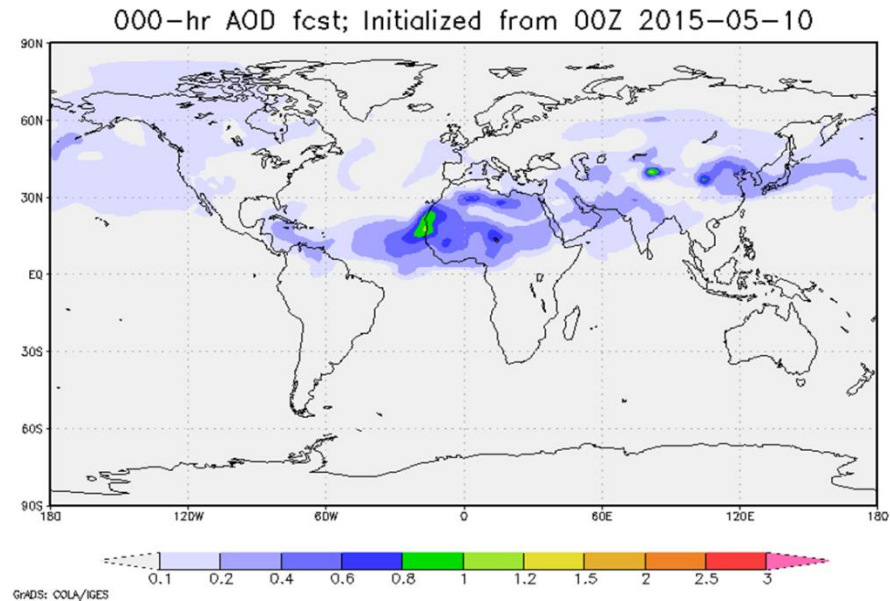 000-hr AOD fcst; Initialized from 00Z 2015-05-10
90N
60N
30N
EQ
30S
60S
90S
180 120W 60W 0 60E 120E 180
0.1 0.2 0.4 0.6 0.8 1 1.2 1.5 2 2.5 3
GrADS: COLA/IGES